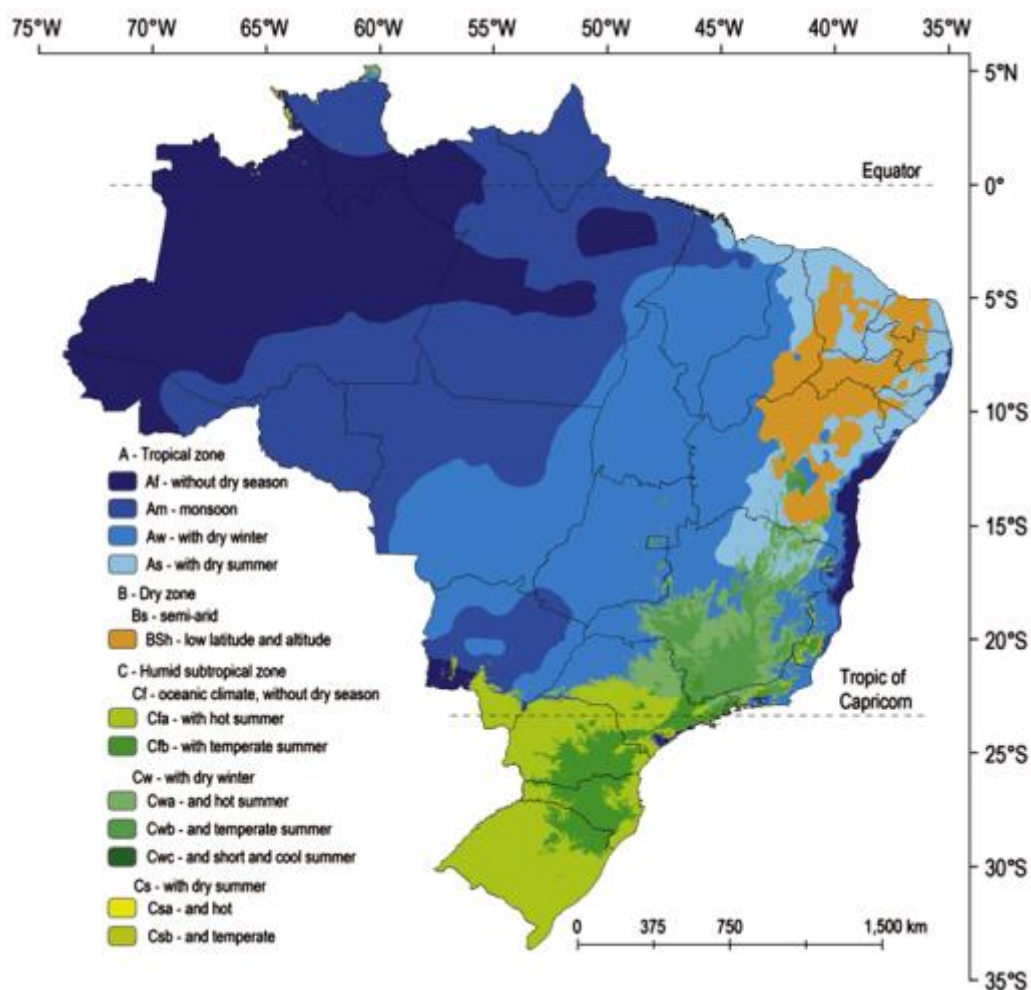 75°W 70°W 65°W 60°W 55°W 50°W 45°W 40°W 35°W
5°N
Equator
0°
5°S
10°S
A - Tropical zone
Af - without dry season
Am - monsoon
Aw - with dry winter
As - with dry summer
15°S
B - Dry zone
Bs - semi-arid
BSh - low latitude and altitude
20°S
C - Humid subtropical zone
Cf - oceanic climate, without dry season
Tropic of
Capricorn
Cfa - with hot summer
Cfb - with temperate summer
25°S
Cw - with dry winter
Cwa - and hot summer
Cwb - and temperate summer
Cwc - and short and cool summer
30°S
Cs - with dry summer
Csa - and hot
Csb - and temperate
0 375 750 1,500 km
35°S